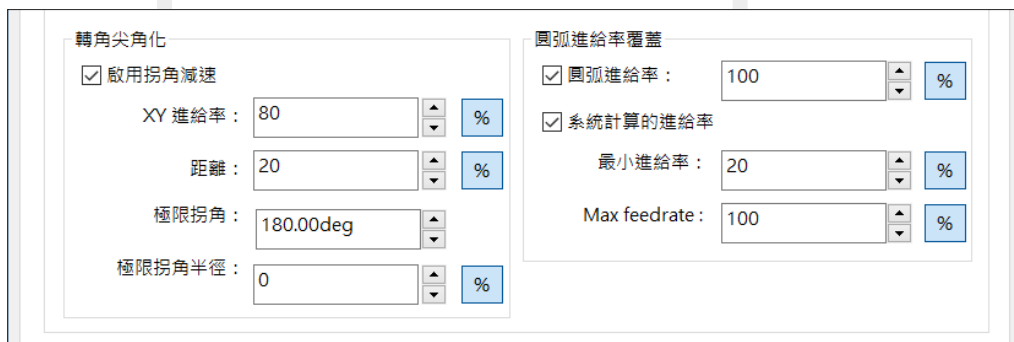 轉角尖角化
啟用拐角減速
XY 進給率：
80
%
距離：
20
%
極限拐角：
180.00deg
極限拐角半徑：
0
%
圓弧進給率覆蓋
圓弧進給率：
100
%
系統計算的進給率
最小進給率：
20
%
Max feedrate :
100
%